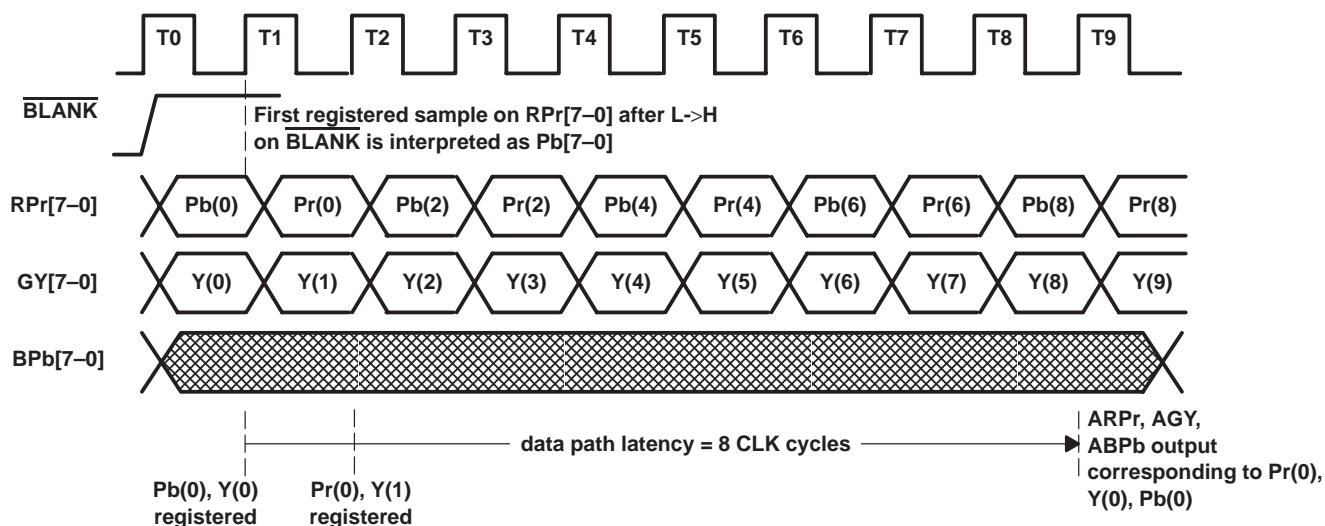 T0 T1 T2 T3 T4 T5 T6 T7 T8 T9
BLANK
First registered sample on RPr[7–0] after L->H
on BLANK is interpreted as Pb[7–0]
RPr[7–0] Pb(0) Pr(0) Pb(2) Pr(2) Pb(4) Pr(4) Pb(6) Pr(6) Pb(8) Pr(8)
GY[7–0] Y(0) Y(1) Y(2) Y(3) Y(4) Y(5) Y(6) Y(7) Y(8) Y(9)
BPb[7–0]
data path latency = 8 CLK cycles
ARPr, AGY,
ABPb output
corresponding to Pr(0),
Y(0), Pb(0)
Pb(0), Y(0)
registered
Pr(0), Y(1)
registered